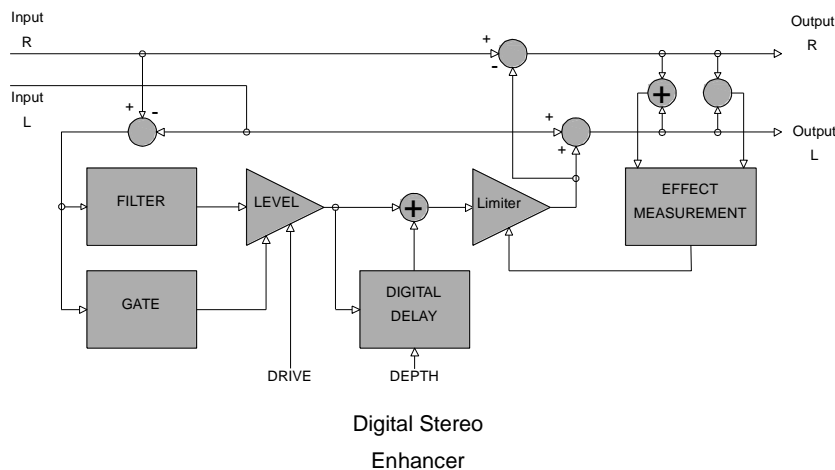 Input
R
Output
R
+
-
Input
L
+
-
+
+
+
Output
L
FILTER
LEVEL
+
Limiter
EFFECT
MEASUREMENT
GATE
DIGITAL
DELAY
DRIVE
DEPTH
Digital Stereo
Enhancer